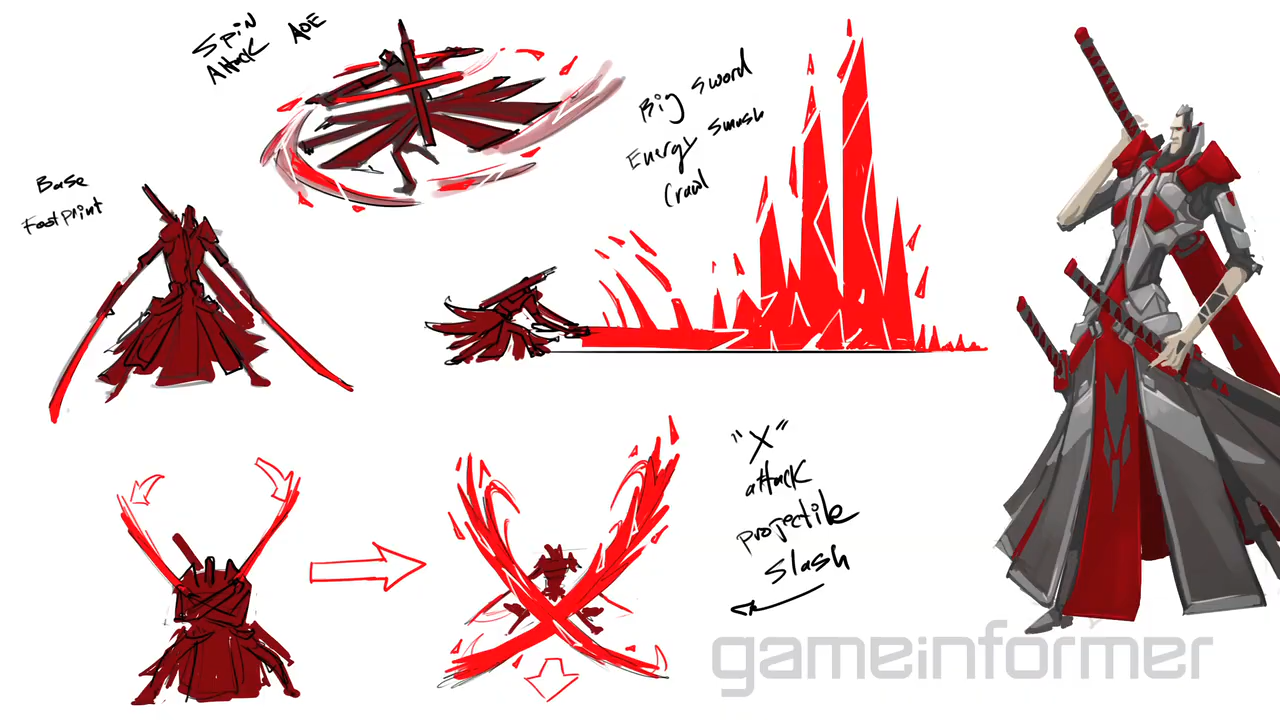 Spin
Attack AOE
Big Sword
Energy Smash
Crawl
Base
Footprint
"X"
attack
projectile
slash
gameinformer